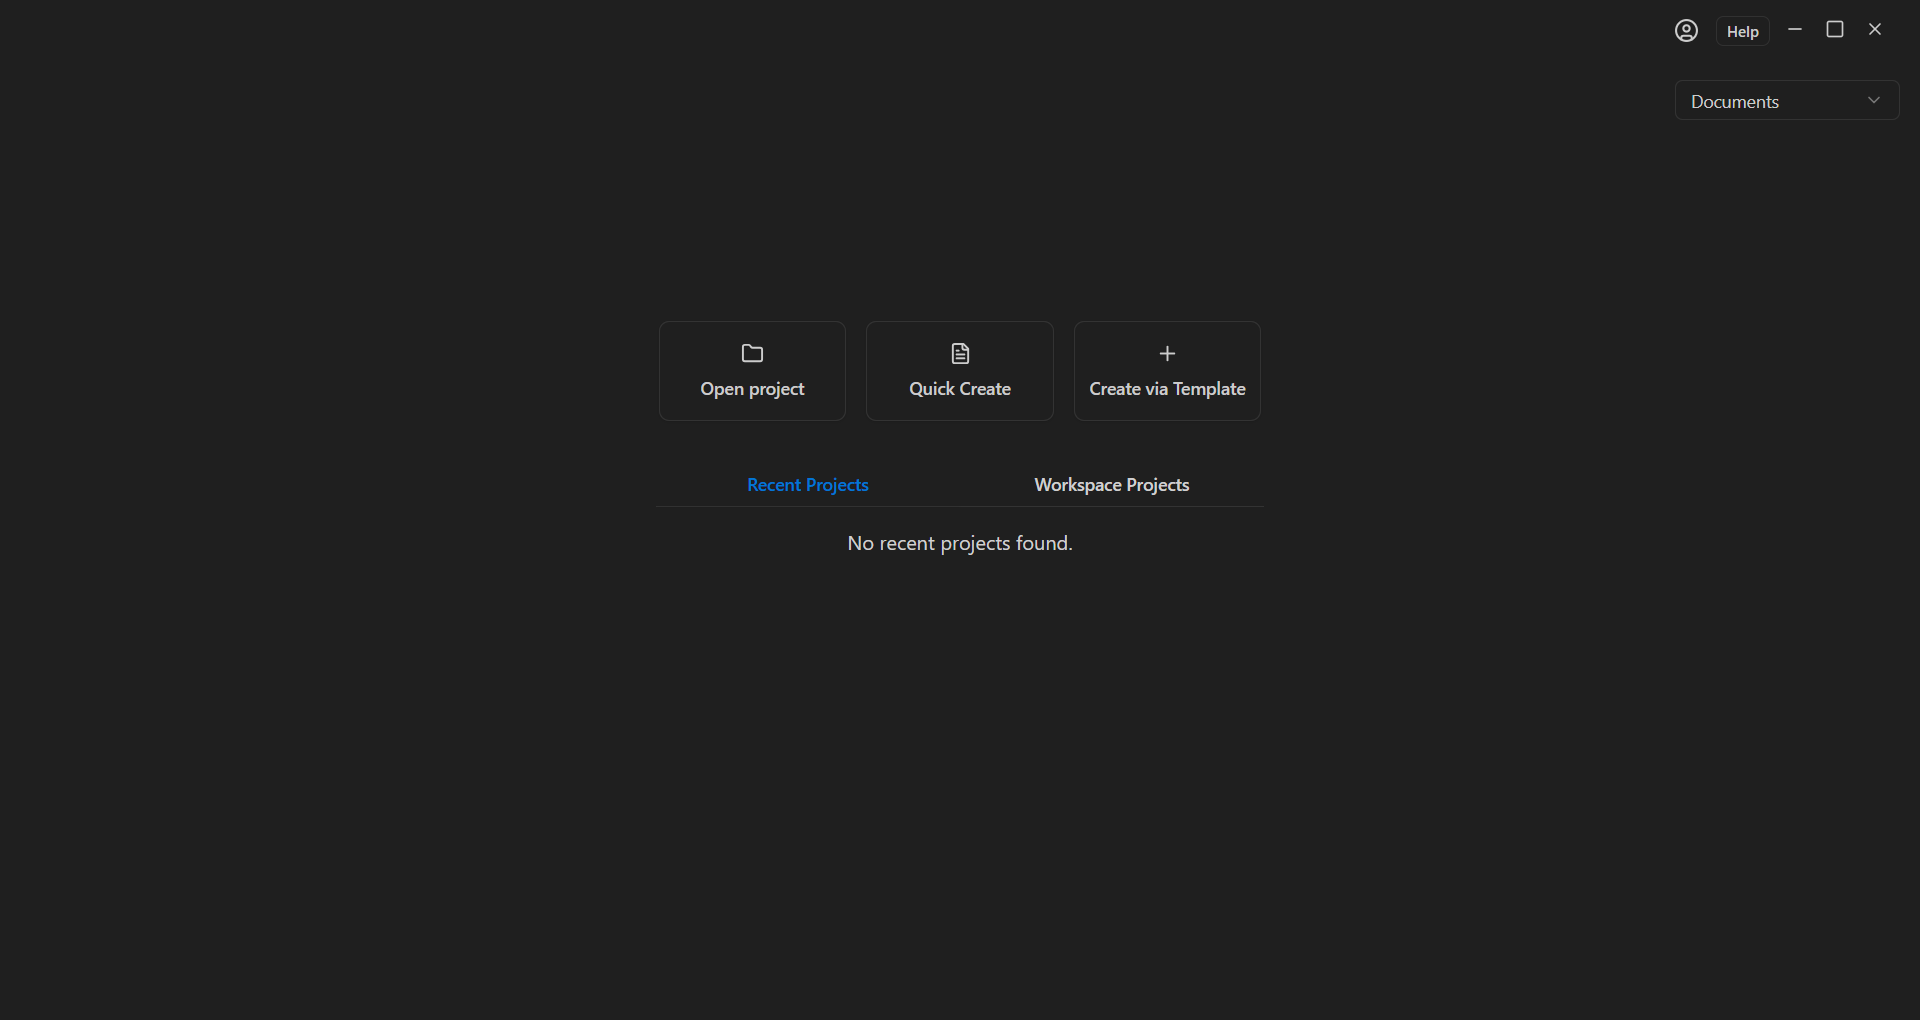 Help
Documents
Open project
Quick Create
Create via Template
Recent Projects
Workspace Projects
No recent projects found.